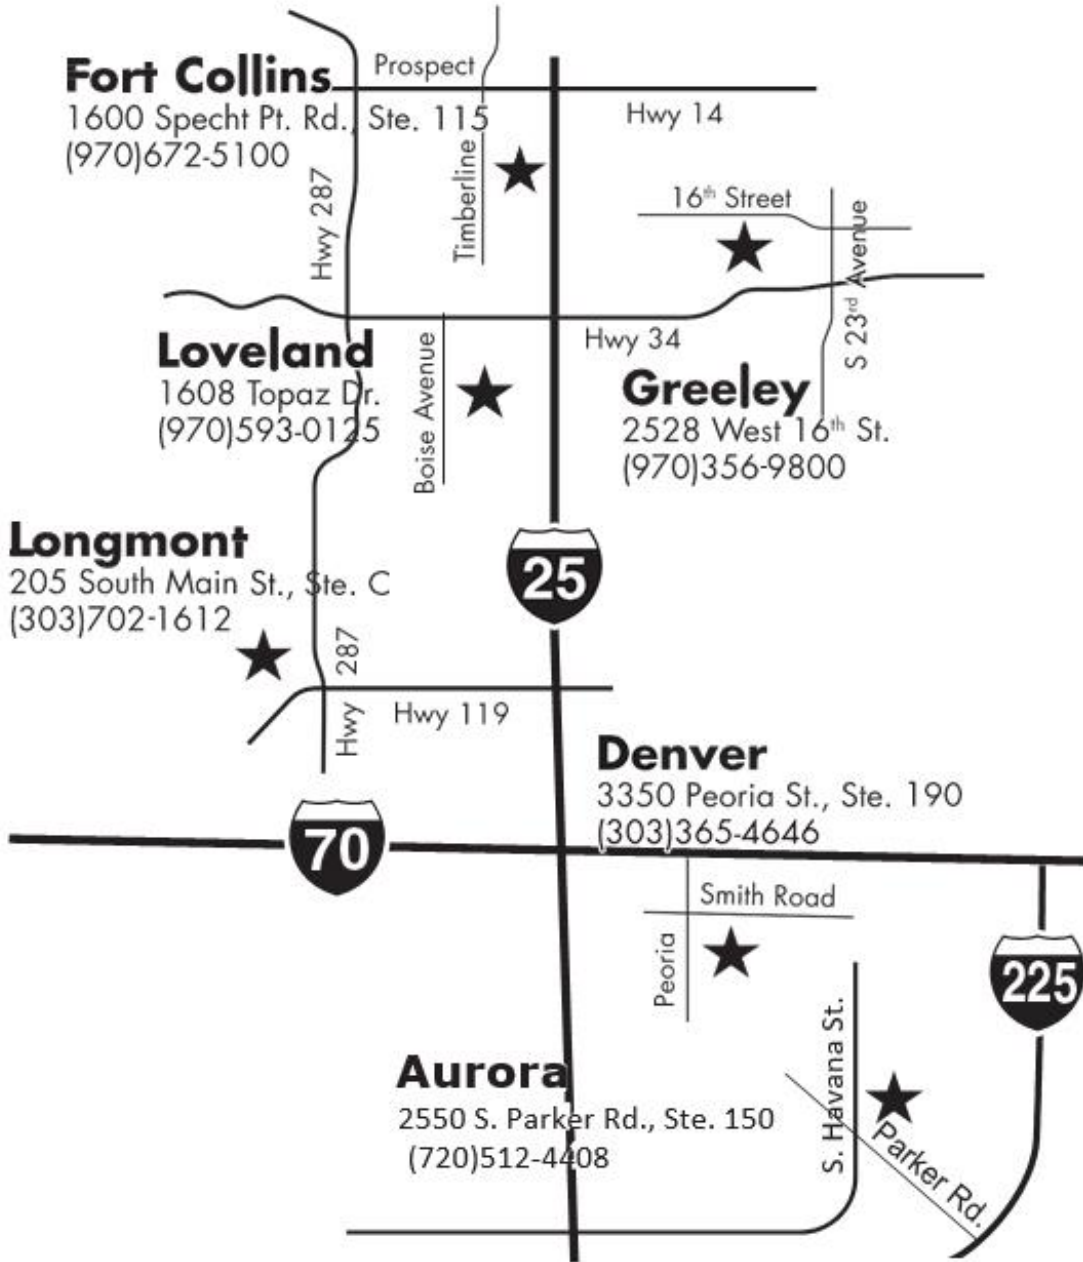 Prospect
Fort Collins
1600 Specht Pt. Rd., Ste. 115
(970)672-5100
Hwy 14
Timberline
Hwy 287
16th Street
S 23rd Avenue
Hwy 34
Loveland
1608 Topaz Dr.
(970)593-0125
Boise Avenue
Greeley
2528 West 16th St.
(970)356-9800
Longmont
205 South Main St., Ste. C
(303)702-1612
25
Hwy 287
Hwy 119
Denver
3350 Peoria St., Ste. 190
(303)365-4646
70
Smith Road
Peoria
225
S. Havana St.
Aurora
2550 S. Parker Rd., Ste. 150
(720)512-4408
Parker Rd.